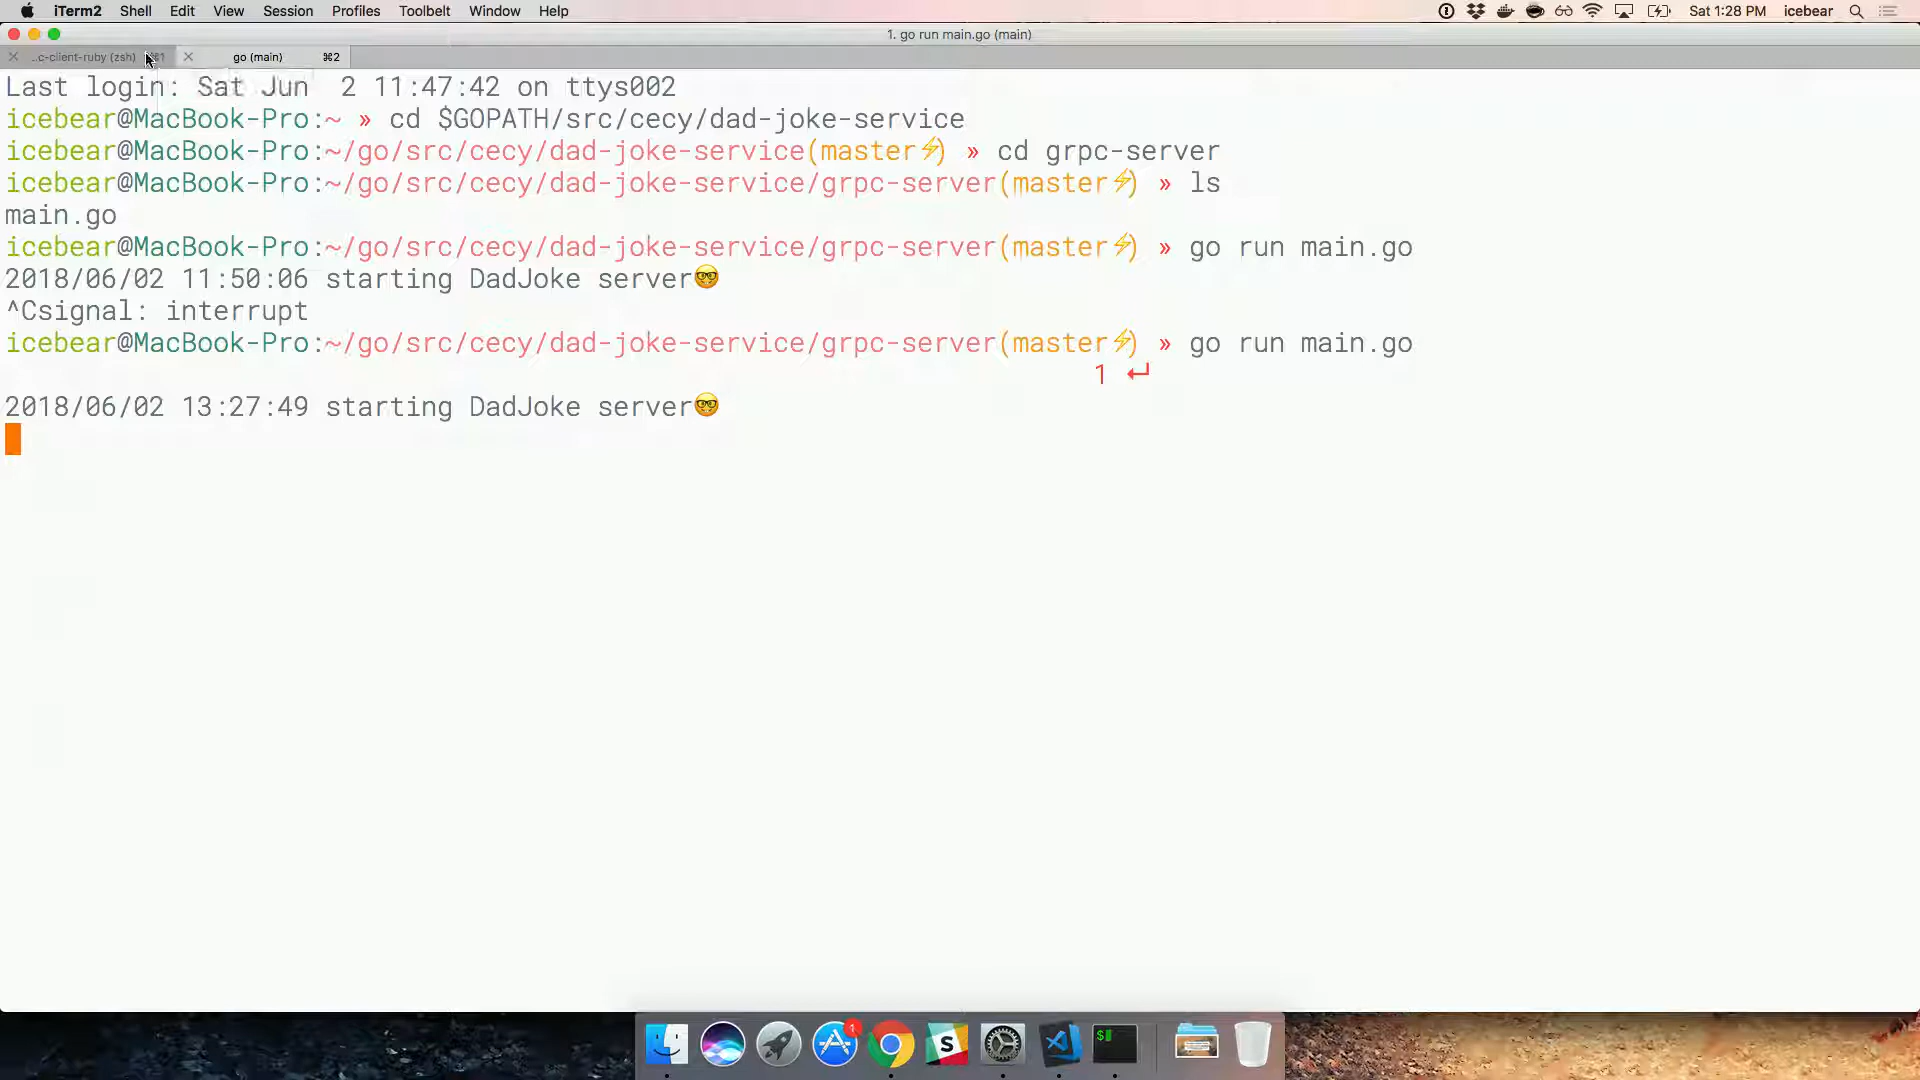 iTerm2 Shell Edit View Session Profiles Toolbelt Window Help Sat 1:28 PM icebear
1. go run main.go (main)
..c-client-ruby (zsh) ⌘1 go (main) ⌘2
Last login: Sat Jun  2 11:47:42 on ttys002
icebear@MacBook-Pro:~ » cd $GOPATH/src/cecy/dad-joke-service
icebear@MacBook-Pro:~/go/src/cecy/dad-joke-service(master⚡) » cd grpc-server
icebear@MacBook-Pro:~/go/src/cecy/dad-joke-service/grpc-server(master⚡) » ls
main.go
icebear@MacBook-Pro:~/go/src/cecy/dad-joke-service/grpc-server(master⚡) » go run main.go
2018/06/02 11:50:06 starting DadJoke server🤓
^Csignal: interrupt
icebear@MacBook-Pro:~/go/src/cecy/dad-joke-service/grpc-server(master⚡) » go run main.go
1 ↵
2018/06/02 13:27:49 starting DadJoke server🤓
1
S
$